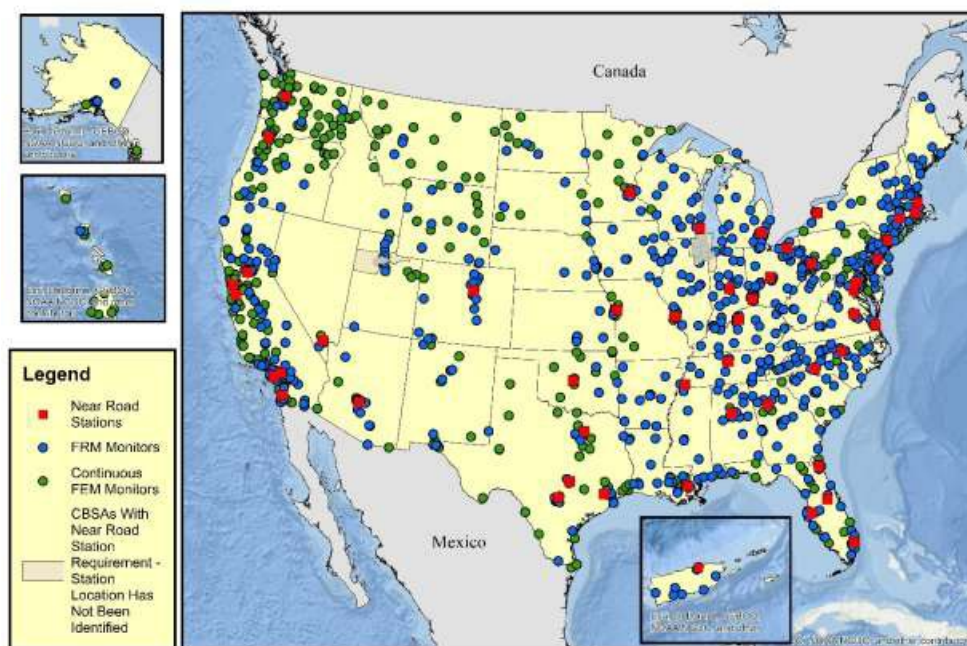 Canada
Mexico
Legend
Near Road
Stations
FRM Monitors
Continuous
FEM Monitors
CBSAs With
Near Road
Station
Requirement -
Station
Location Has
Not Been
Identified